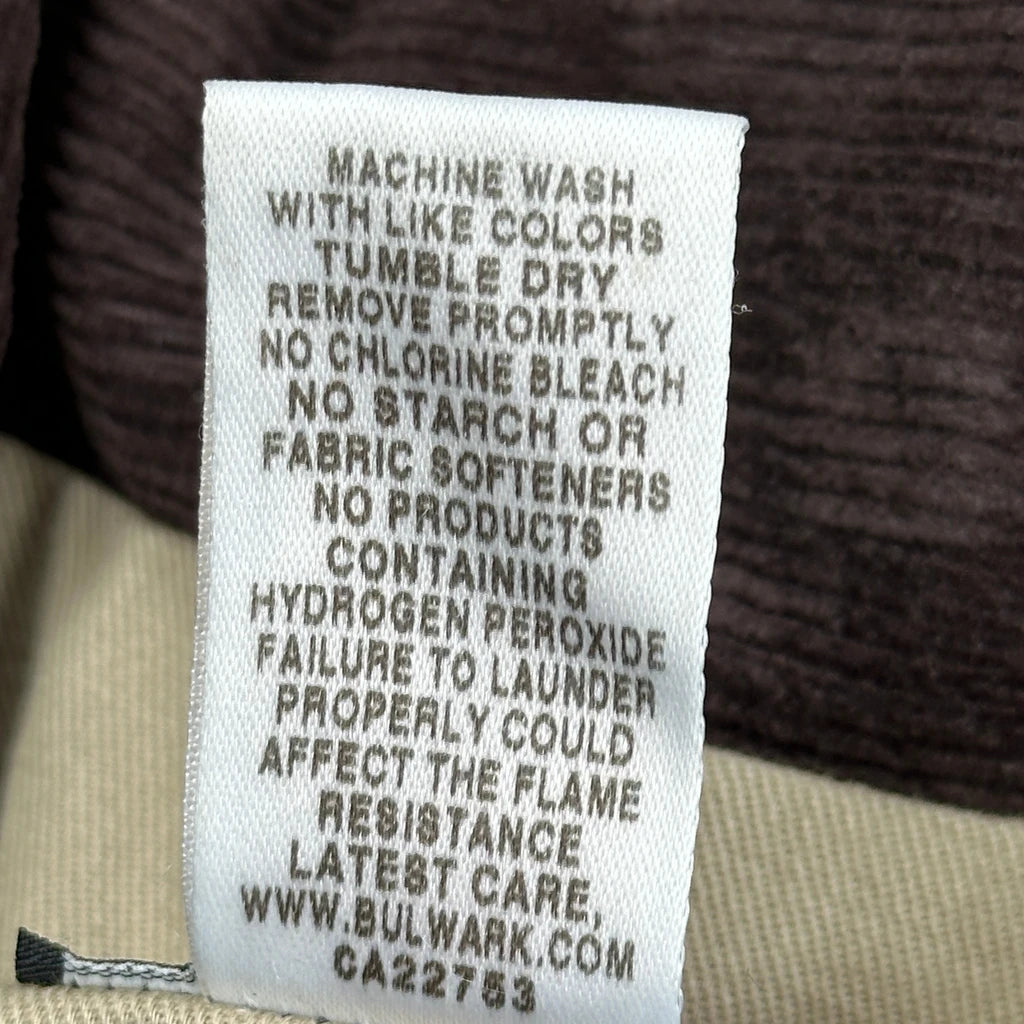 MACHINE WASH
WITH LIKE COLORS
TUMBLE DRY
REMOVE PROMPTLY
NO CHLORINE BLEACH
NO STARCH OR
FABRIC SOFTENERS
NO PRODUCTS
CONTAINING
HYDROGEN PEROXIDE
FAILURE TO LAUNDER
PROPERLY COULD
AFFECT THE FLAME
RESISTANCE
LATEST CARE,
WWW.BULWARK.COM
CA22753